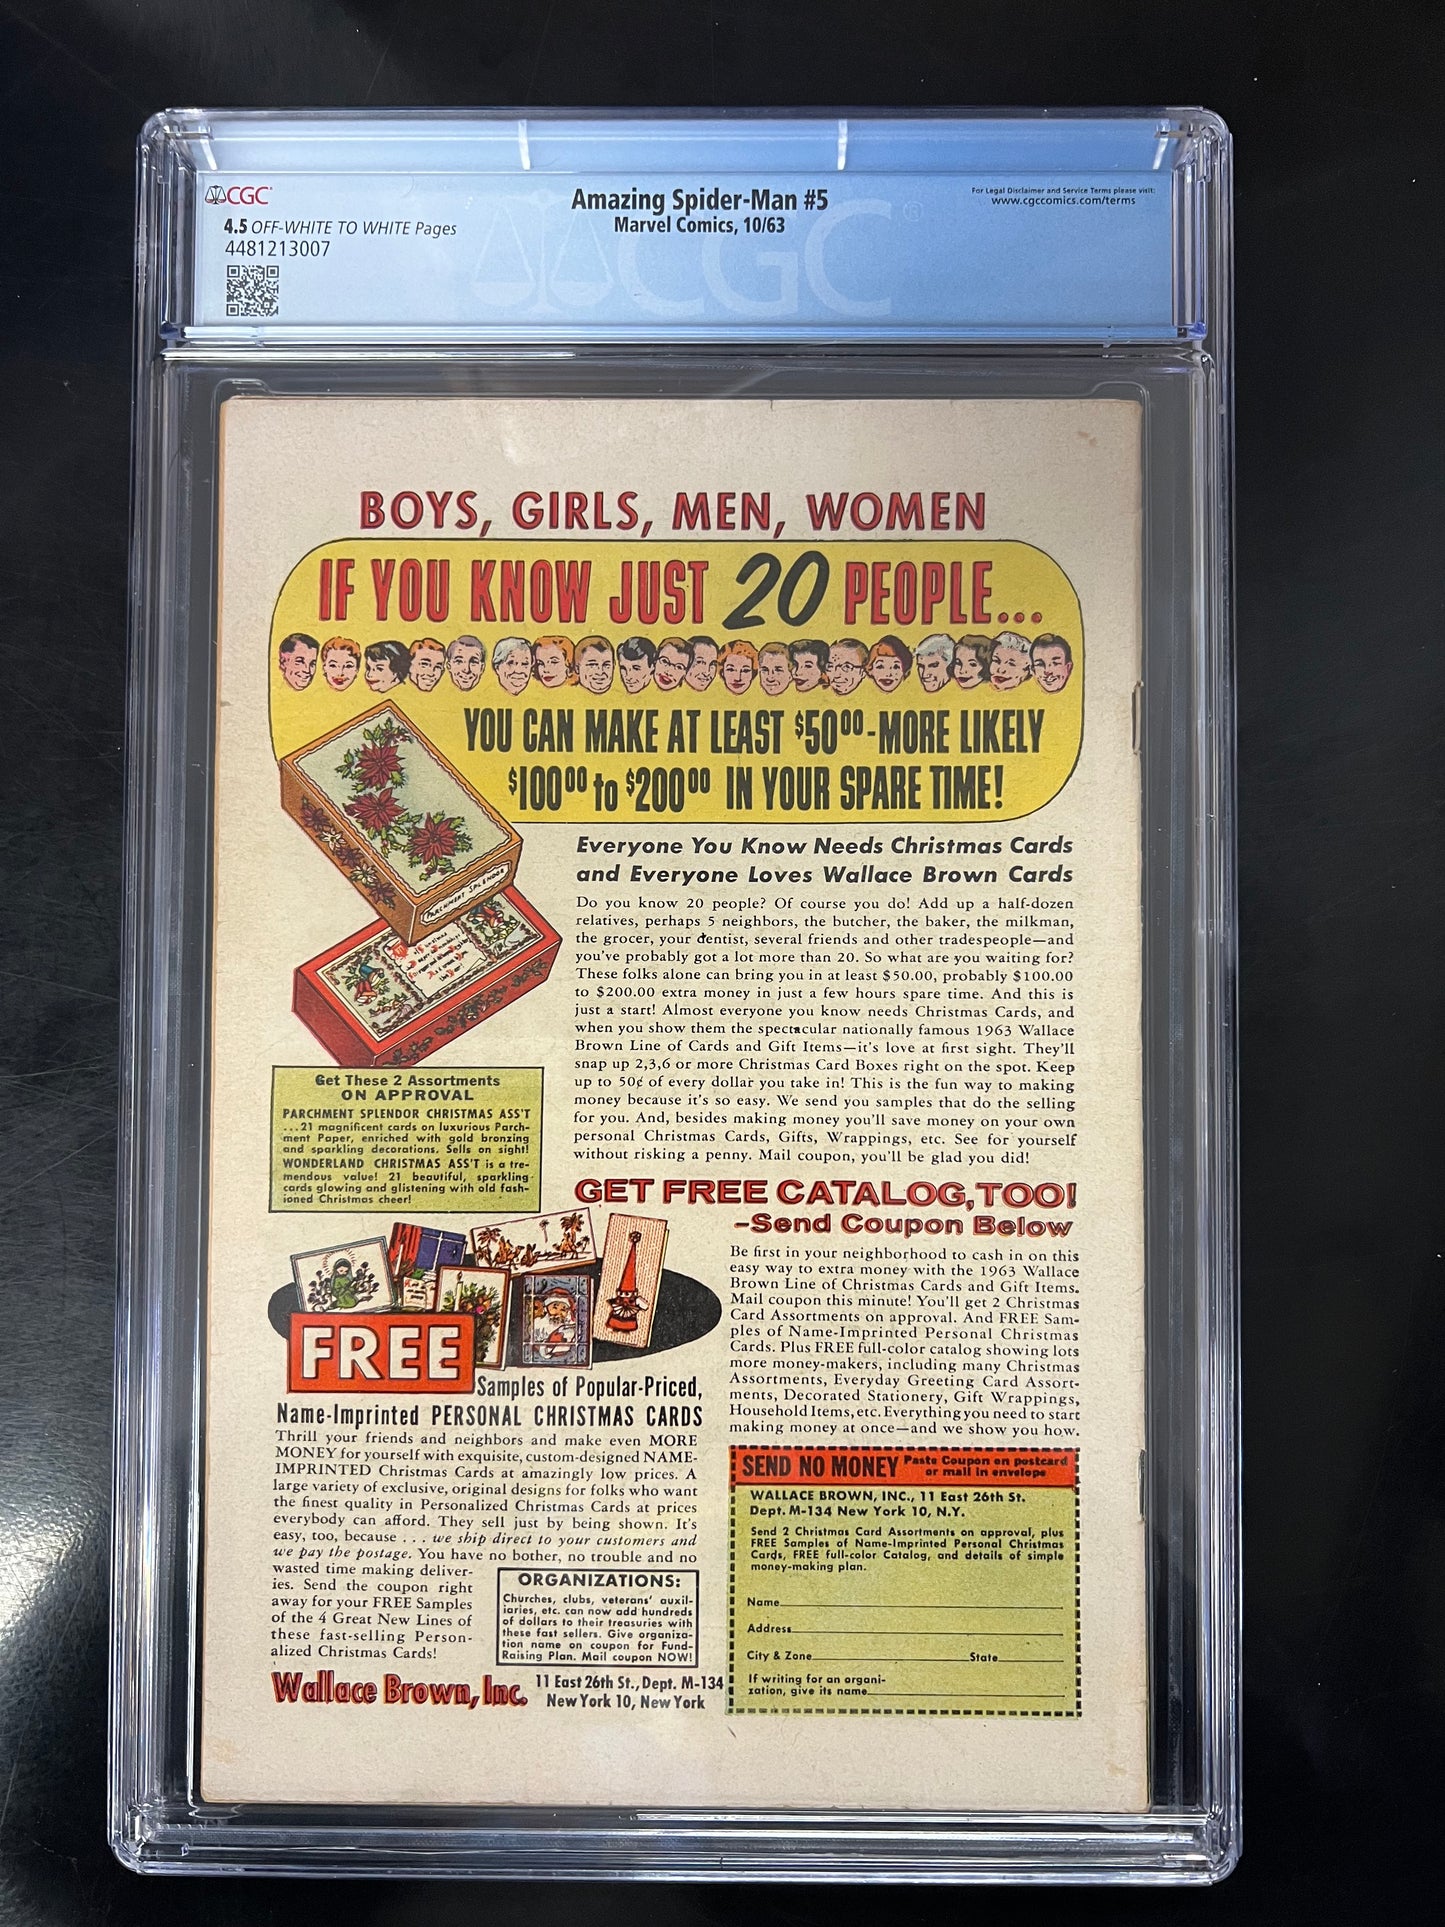 CGC
Amazing Spider-Man #5
Marvel Comics, 10/63
For Legal Disclaimer and Service Terms please visit:
www.cgccomics.com/terms
4.5 OFF-WHITE TO WHITE Pages
4481213007
CGC
BOYS, GIRLS, MEN, WOMEN
IF YOU KNOW JUST 20 PEOPLE...
YOU CAN MAKE AT LEAST $50⁰⁰-MORE LIKELY
$100⁰⁰ to $200⁰⁰ IN YOUR SPARE TIME!
PARCHMENT SPLENDOR
Everyone You Know Needs Christmas Cards
and Everyone Loves Wallace Brown Cards
Do you know 20 people? Of course you do! Add up a half-dozen
relatives, perhaps 5 neighbors, the butcher, the baker, the milkman,
the grocer, your dentist, several friends and other tradespeople—and
you've probably got a lot more than 20. So what are you waiting for?
These folks alone can bring you in at least $50.00, probably $100.00
to $200.00 extra money in just a few hours spare time. And this is
just a start! Almost everyone you know needs Christmas Cards, and
when you show them the spectacular nationally famous 1963 Wallace
Brown Line of Cards and Gift Items—it's love at first sight. They'll
snap up 2,3,6 or more Christmas Card Boxes right on the spot. Keep
up to 50¢ of every dollar you take in! This is the fun way to making
money because it's so easy. We send you samples that do the selling
for you. And, besides making money you'll save money on your own
personal Christmas Cards, Gifts, Wrappings, etc. See for yourself
without risking a penny. Mail coupon, you'll be glad you did!
Get These 2 Assortments
ON APPROVAL
PARCHMENT SPLENDOR CHRISTMAS ASS'T
...21 magnificent cards on luxurious Parch-
ment Paper, enriched with gold bronzing
and sparkling decorations. Sells on sight!
WONDERLAND CHRISTMAS ASS'T is a tre-
mendous value! 21 beautiful, sparkling
cards glowing and glistening with old fash-
ioned Christmas cheer!
GET FREE CATALOG, TOO!
-Send Coupon Below
Be first in your neighborhood to cash in on this
easy way to extra money with the 1963 Wallace
Brown Line of Christmas Cards and Gift Items.
Mail coupon this minute! You'll get 2 Christmas
Card Assortments on approval. And FREE Sam-
ples of Name-Imprinted Personal Christmas
Cards. Plus FREE full-color catalog showing lots
more money-makers, including many Christmas
Assortments, Everyday Greeting Card Assort-
ments, Decorated Stationery, Gift Wrappings,
Household Items, etc. Everything you need to start
making money at once—and we show you how.
FREE
Samples of Popular-Priced,
Name-Imprinted PERSONAL CHRISTMAS CARDS
Thrill your friends and neighbors and make even MORE
MONEY for yourself with exquisite, custom-designed NAME-
IMPRINTED Christmas Cards at amazingly low prices. A
large variety of exclusive, original designs for folks who want
the finest quality in Personalized Christmas Cards at prices
everybody can afford. They sell just by being shown. It's
easy, too, because . . . we ship direct to your customers and
we pay the postage. You have no bother, no trouble and no
wasted time making deliver-
ies. Send the coupon right
away for your FREE Samples
of the 4 Great New Lines of
these fast-selling Person-
alized Christmas Cards!
ORGANIZATIONS:
Churches, clubs, veterans' auxil-
iaries, etc. can now add hundreds
of dollars to their treasuries with
these fast sellers. Give organiza-
tion name on coupon for Fund-
Raising Plan. Mail coupon NOW!
Wallace Brown, Inc.
11 East 26th St., Dept. M-134
New York 10, New York
SEND NO MONEY Paste Coupon on postcard
or mail in envelope
WALLACE BROWN, INC., 11 East 26th St.
Dept. M-134 New York 10, N.Y.
Send 2 Christmas Card Assortments on approval, plus
FREE Samples of Name-Imprinted Personal Christmas
Cards, FREE full-color Catalog, and details of simple
money-making plan.
Name
Address
City & Zone State
If writing for an organi-
zation, give its name